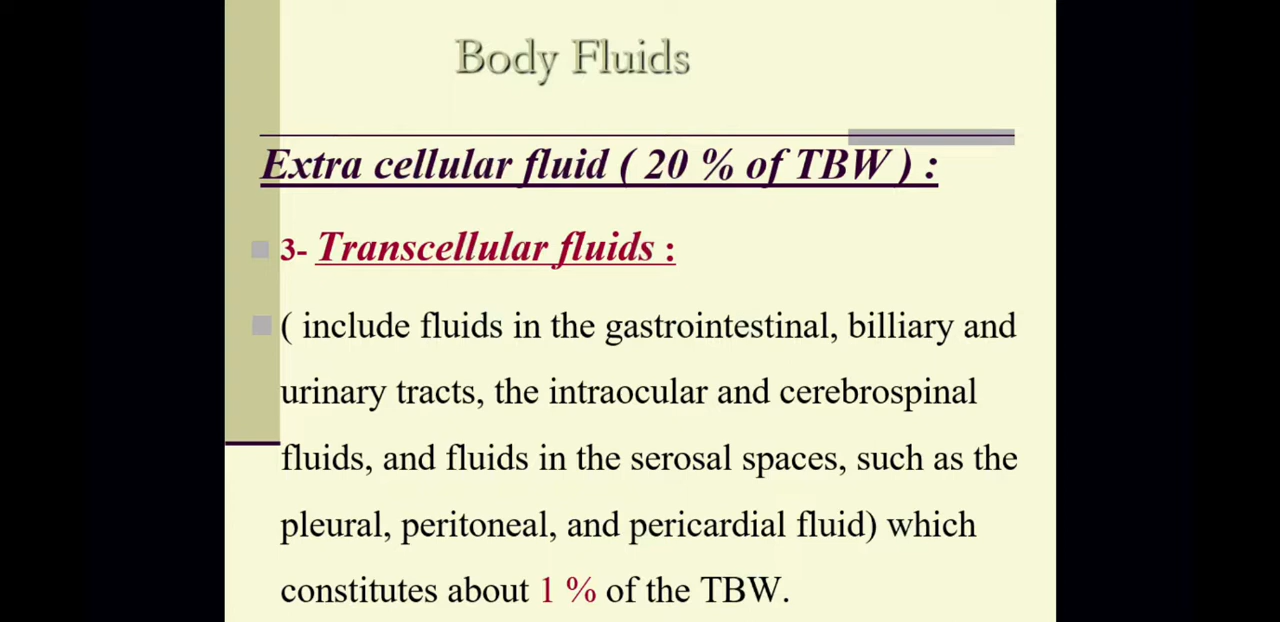 Body Fluids
Extra cellular fluid ( 20 % of TBW ) :
3- Transcellular fluids :
( include fluids in the gastrointestinal, billiary and
urinary tracts, the intraocular and cerebrospinal
fluids, and fluids in the serosal spaces, such as the
pleural, peritoneal, and pericardial fluid) which
constitutes about 1 % of the TBW.